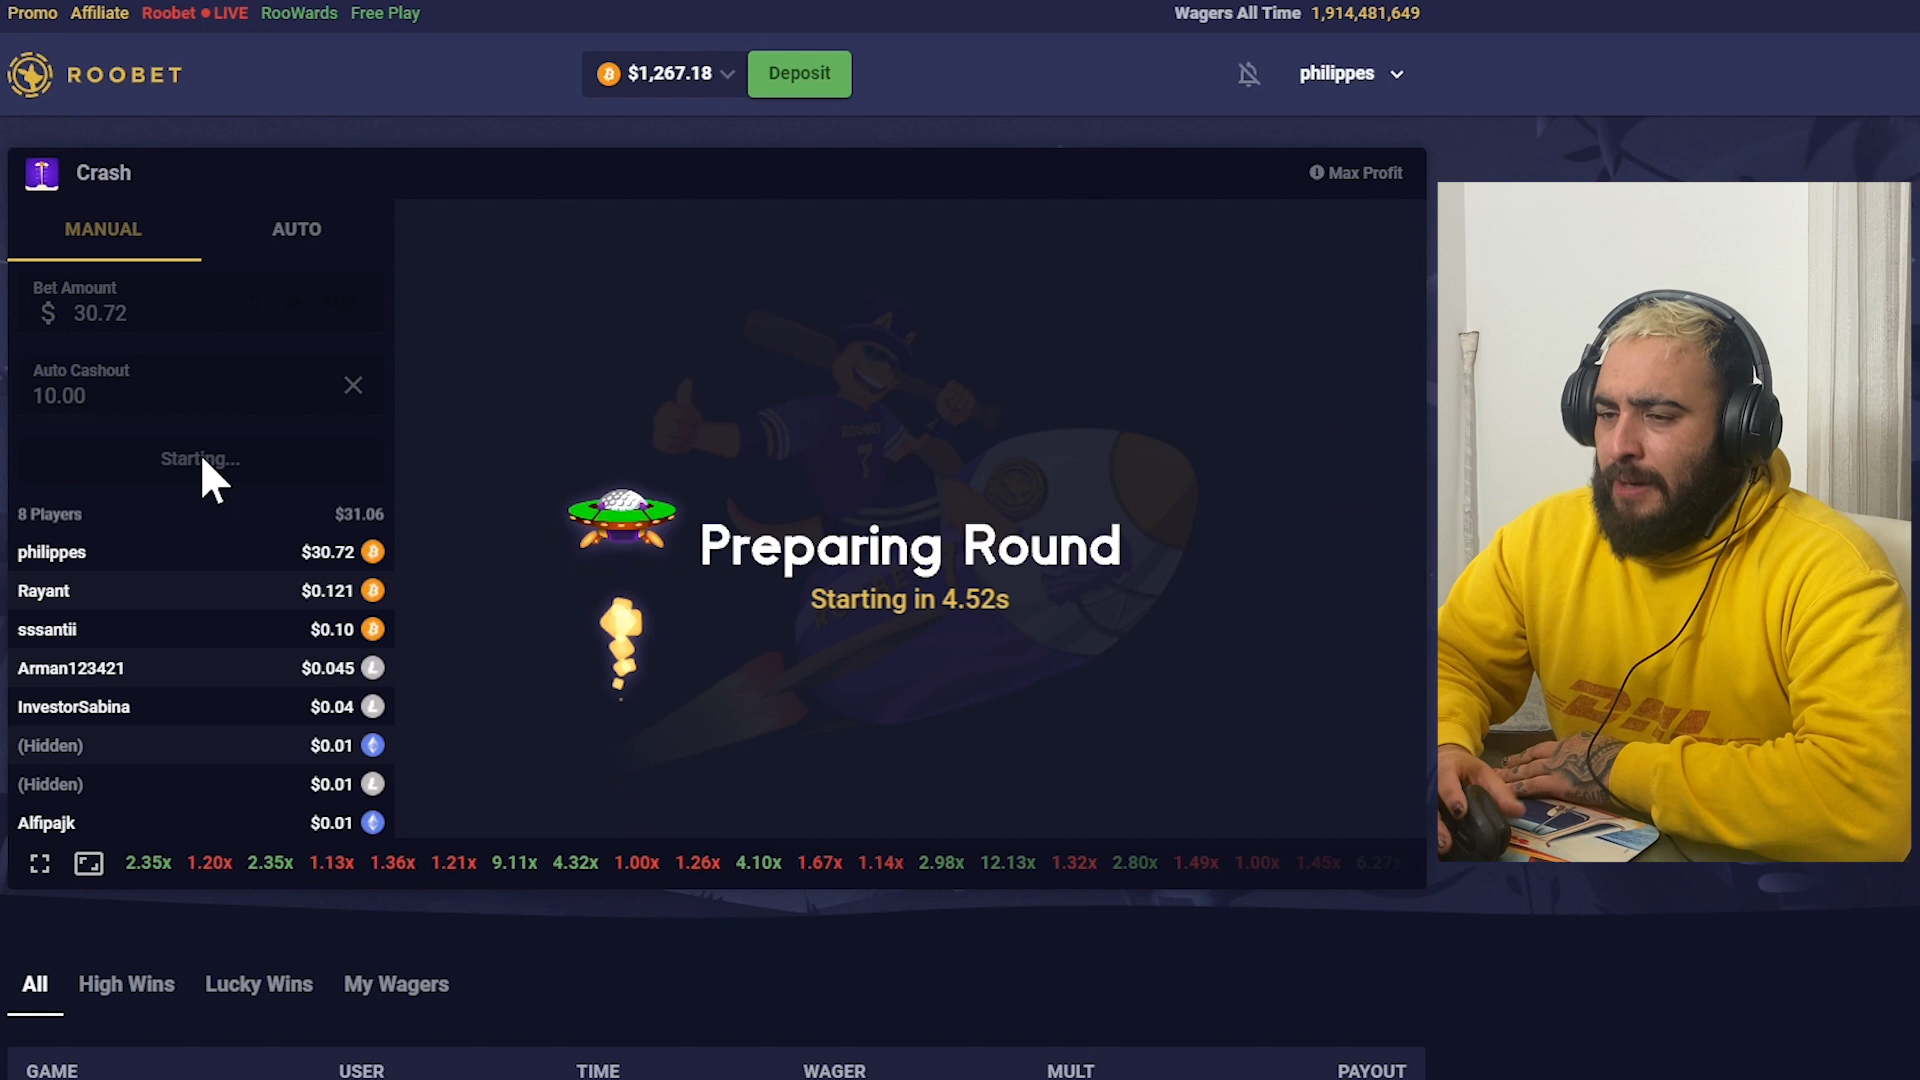 Promo Affiliate Roobet LIVE RooWards Free Play
Wagers All Time 1,914,481,649
ROOBET
$1,267.18
Deposit
philippes
Crash
Max Profit
MANUAL AUTO
Bet Amount
$ 30.72
Auto Cashout
10.00
Starting...
8 Players $31.06
philippes $30.72
Rayant $0.121
sssantii $0.10
Arman123421 $0.045
InvestorSabina $0.04
(Hidden) $0.01
(Hidden) $0.01
Alfipajk $0.01
ROOBET
7
Preparing Round
Starting in 4.52s
2.35x 1.20x 2.35x 1.13x 1.36x 1.21x 9.11x 4.32x 1.00x 1.26x 4.10x 1.67x 1.14x 2.98x 12.13x 1.32x 2.80x 1.49x 1.00x 1.45x 6.27x
DHL
All High Wins Lucky Wins My Wagers
GAME USER TIME WAGER MULT PAYOUT